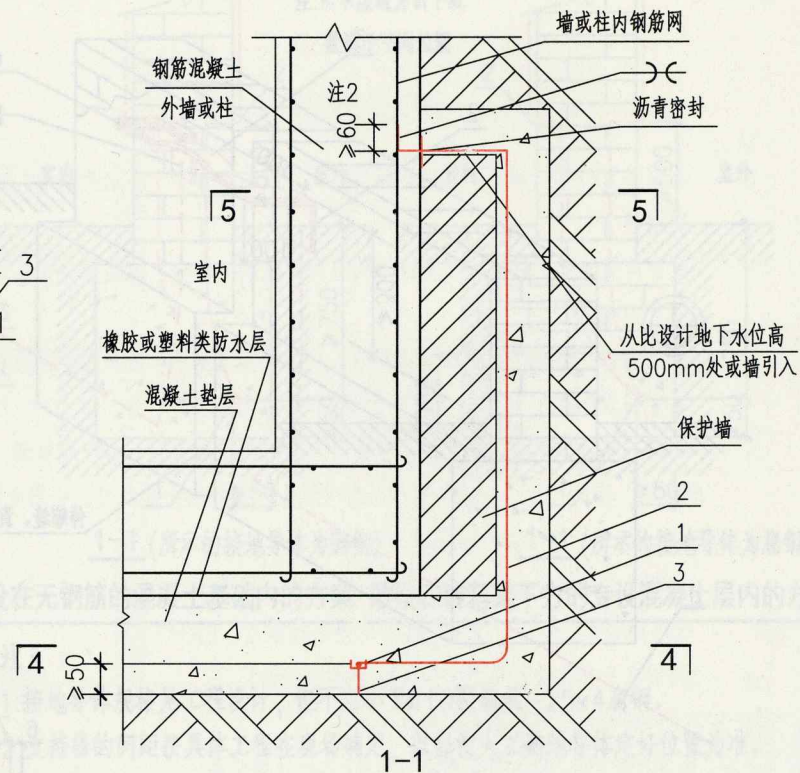 墙或柱内钢筋网
钢筋混凝土
外墙或柱
注2
≥60
沥青密封
5
5
3
室内
橡胶或塑料类防水层
混凝土垫层
从比设计地下水位高
500mm处或墙引入
保护墙
2
1
3
4
4
≥50
1-1